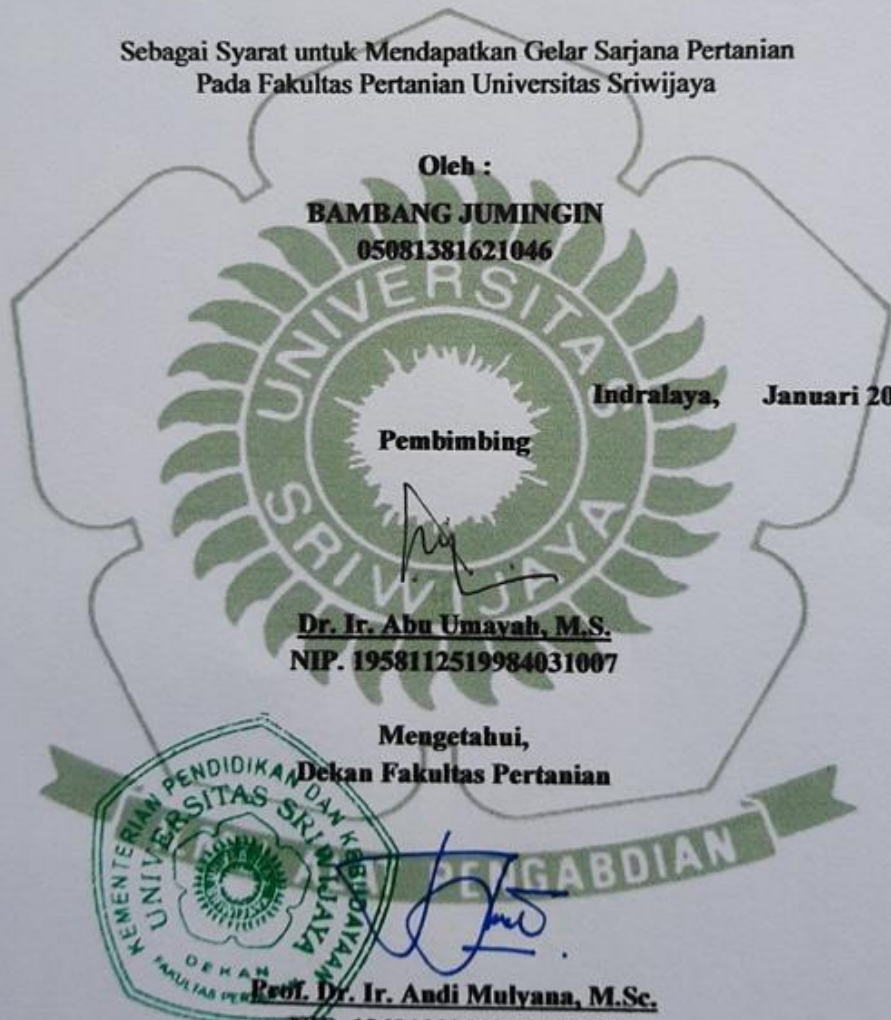 Sebagai Syarat untuk Mendapatkan Gelar Sarjana Pertanian
Pada Fakultas Pertanian Universitas Sriwijaya
Oleh :
BAMBANG JUMINGIN
05081381621046
UNIVERSITAS
SRIWIJAYA
Indralaya, Januari 20
Pembimbing
Dr. Ir. Abu Umayah, M.S.
NIP. 1958112519984031007
Mengetahui,
Dekan Fakultas Pertanian
PENGABDIAN
KEMENTERIAN PENDIDIKAN DAN KEBUDAYAAN
UNIVERSITAS SRIWIJAYA
DEKAN
FAKULTAS
Prof. Dr. Ir. Andi Mulyana, M.Sc.